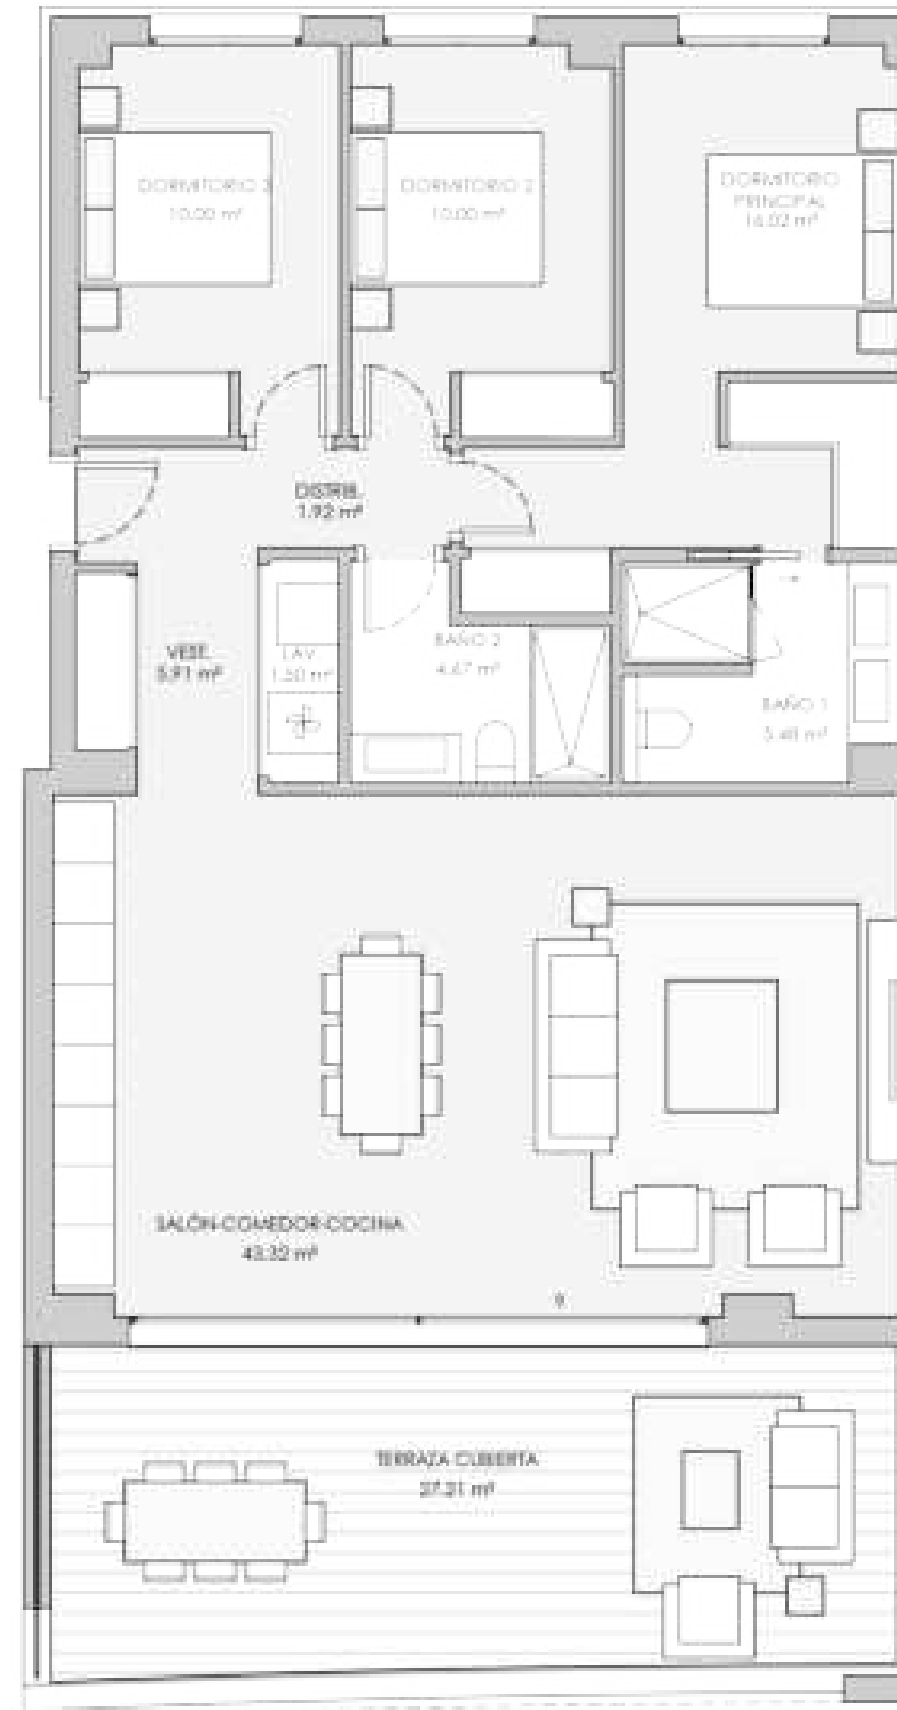 DORMITORIO 3
10.00 m²
DORMITORIO 2
10.00 m²
DORMITORIO
PRINCIPAL
16.02 m²
DISTRIB.
1.92 m²
VEST.
5.91 m²
LAV.
1.50 m²
BAÑO 2
4.67 m²
BAÑO 1
5.48 m²
SALÓN-COMEDOR-COCINA
43.32 m²
TERRAZA CUBIERTA
27.21 m²